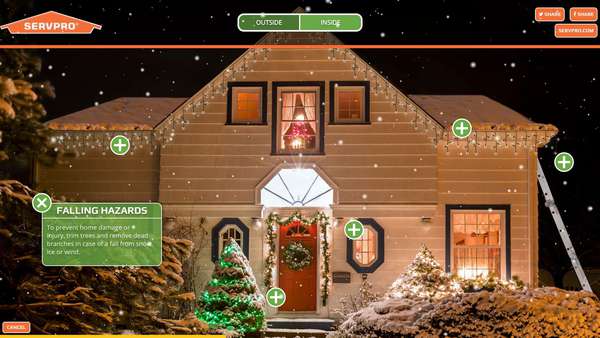 SERVPRO
OUTSIDE
INSIDE
SHARE
SHARE
SERVPRO.COM
FALLING HAZARDS
To prevent home damage or
injury, trim trees and remove dead
branches in case of a fall from snow,
ice or wind.
CANCEL